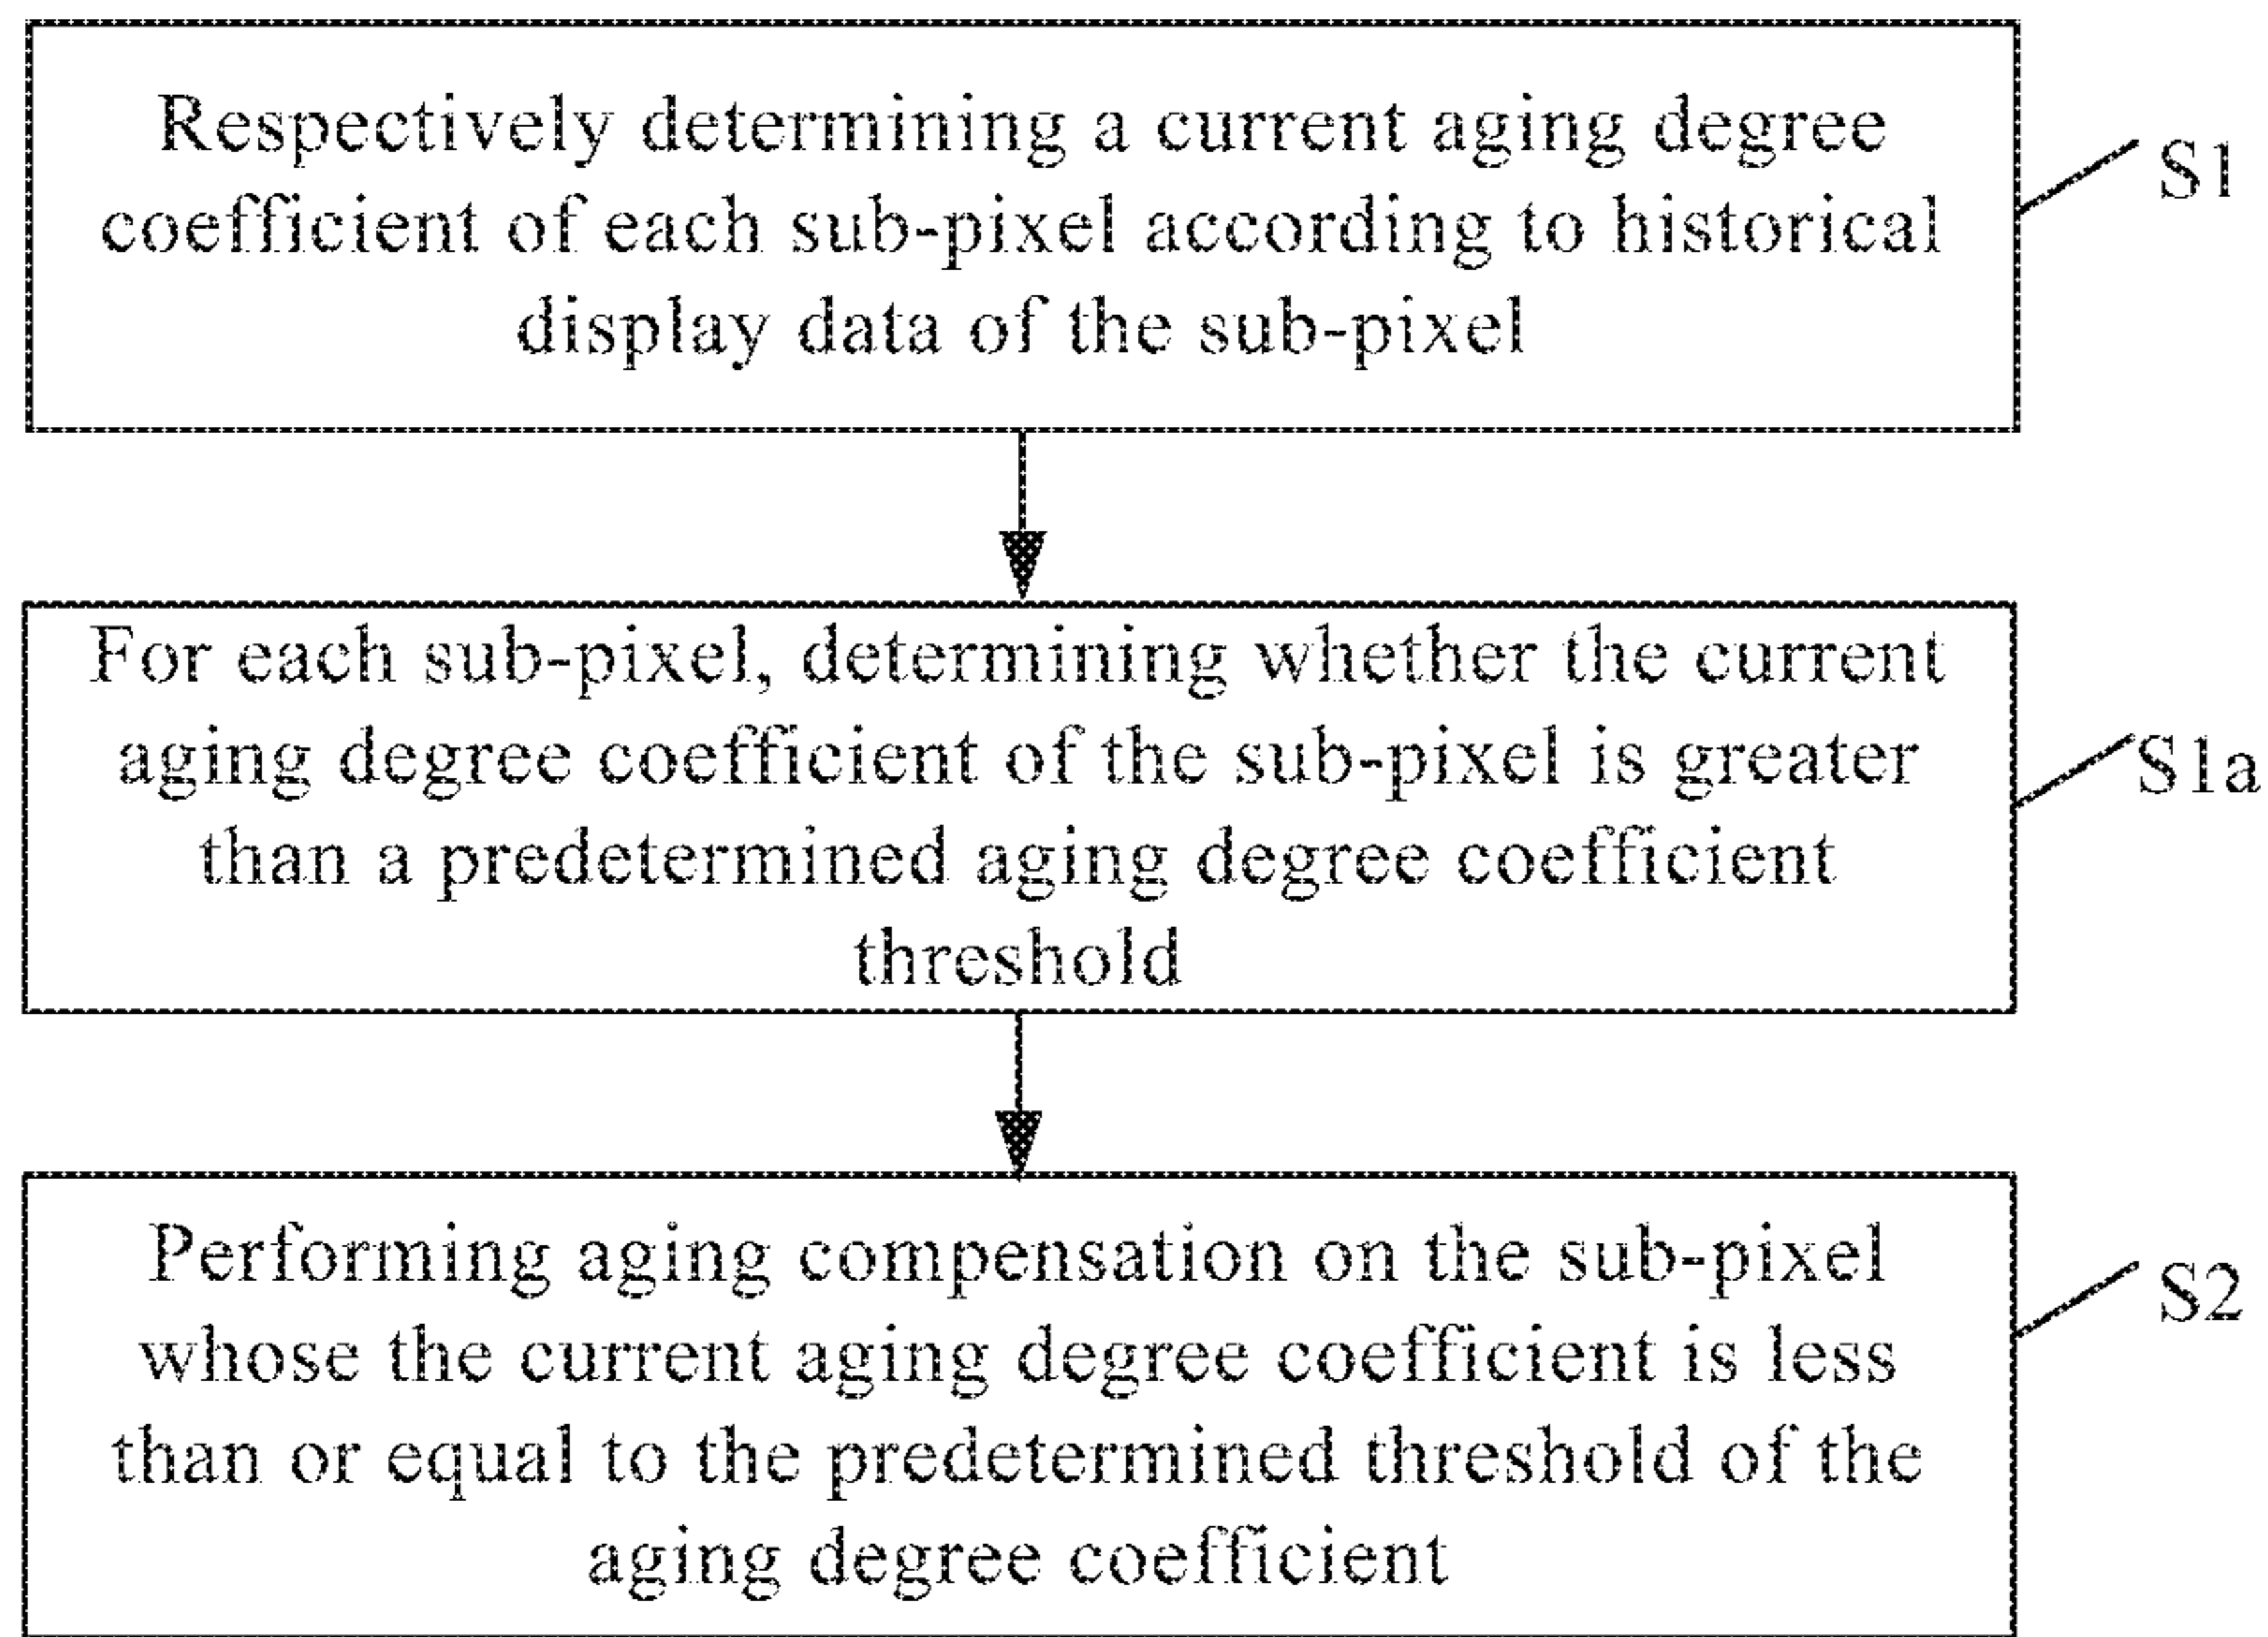 Respectively determining a current aging degree
coefficient of each sub-pixel according to historical
display data of the sub-pixel
S1
For each sub-pixel, determining whether the current
aging degree coefficient of the sub-pixel is greater
than a predetermined aging degree coefficient
threshold
S1a
Performing aging compensation on the sub-pixel
whose the current aging degree coefficient is less
than or equal to the predetermined threshold of the
aging degree coefficient
S2